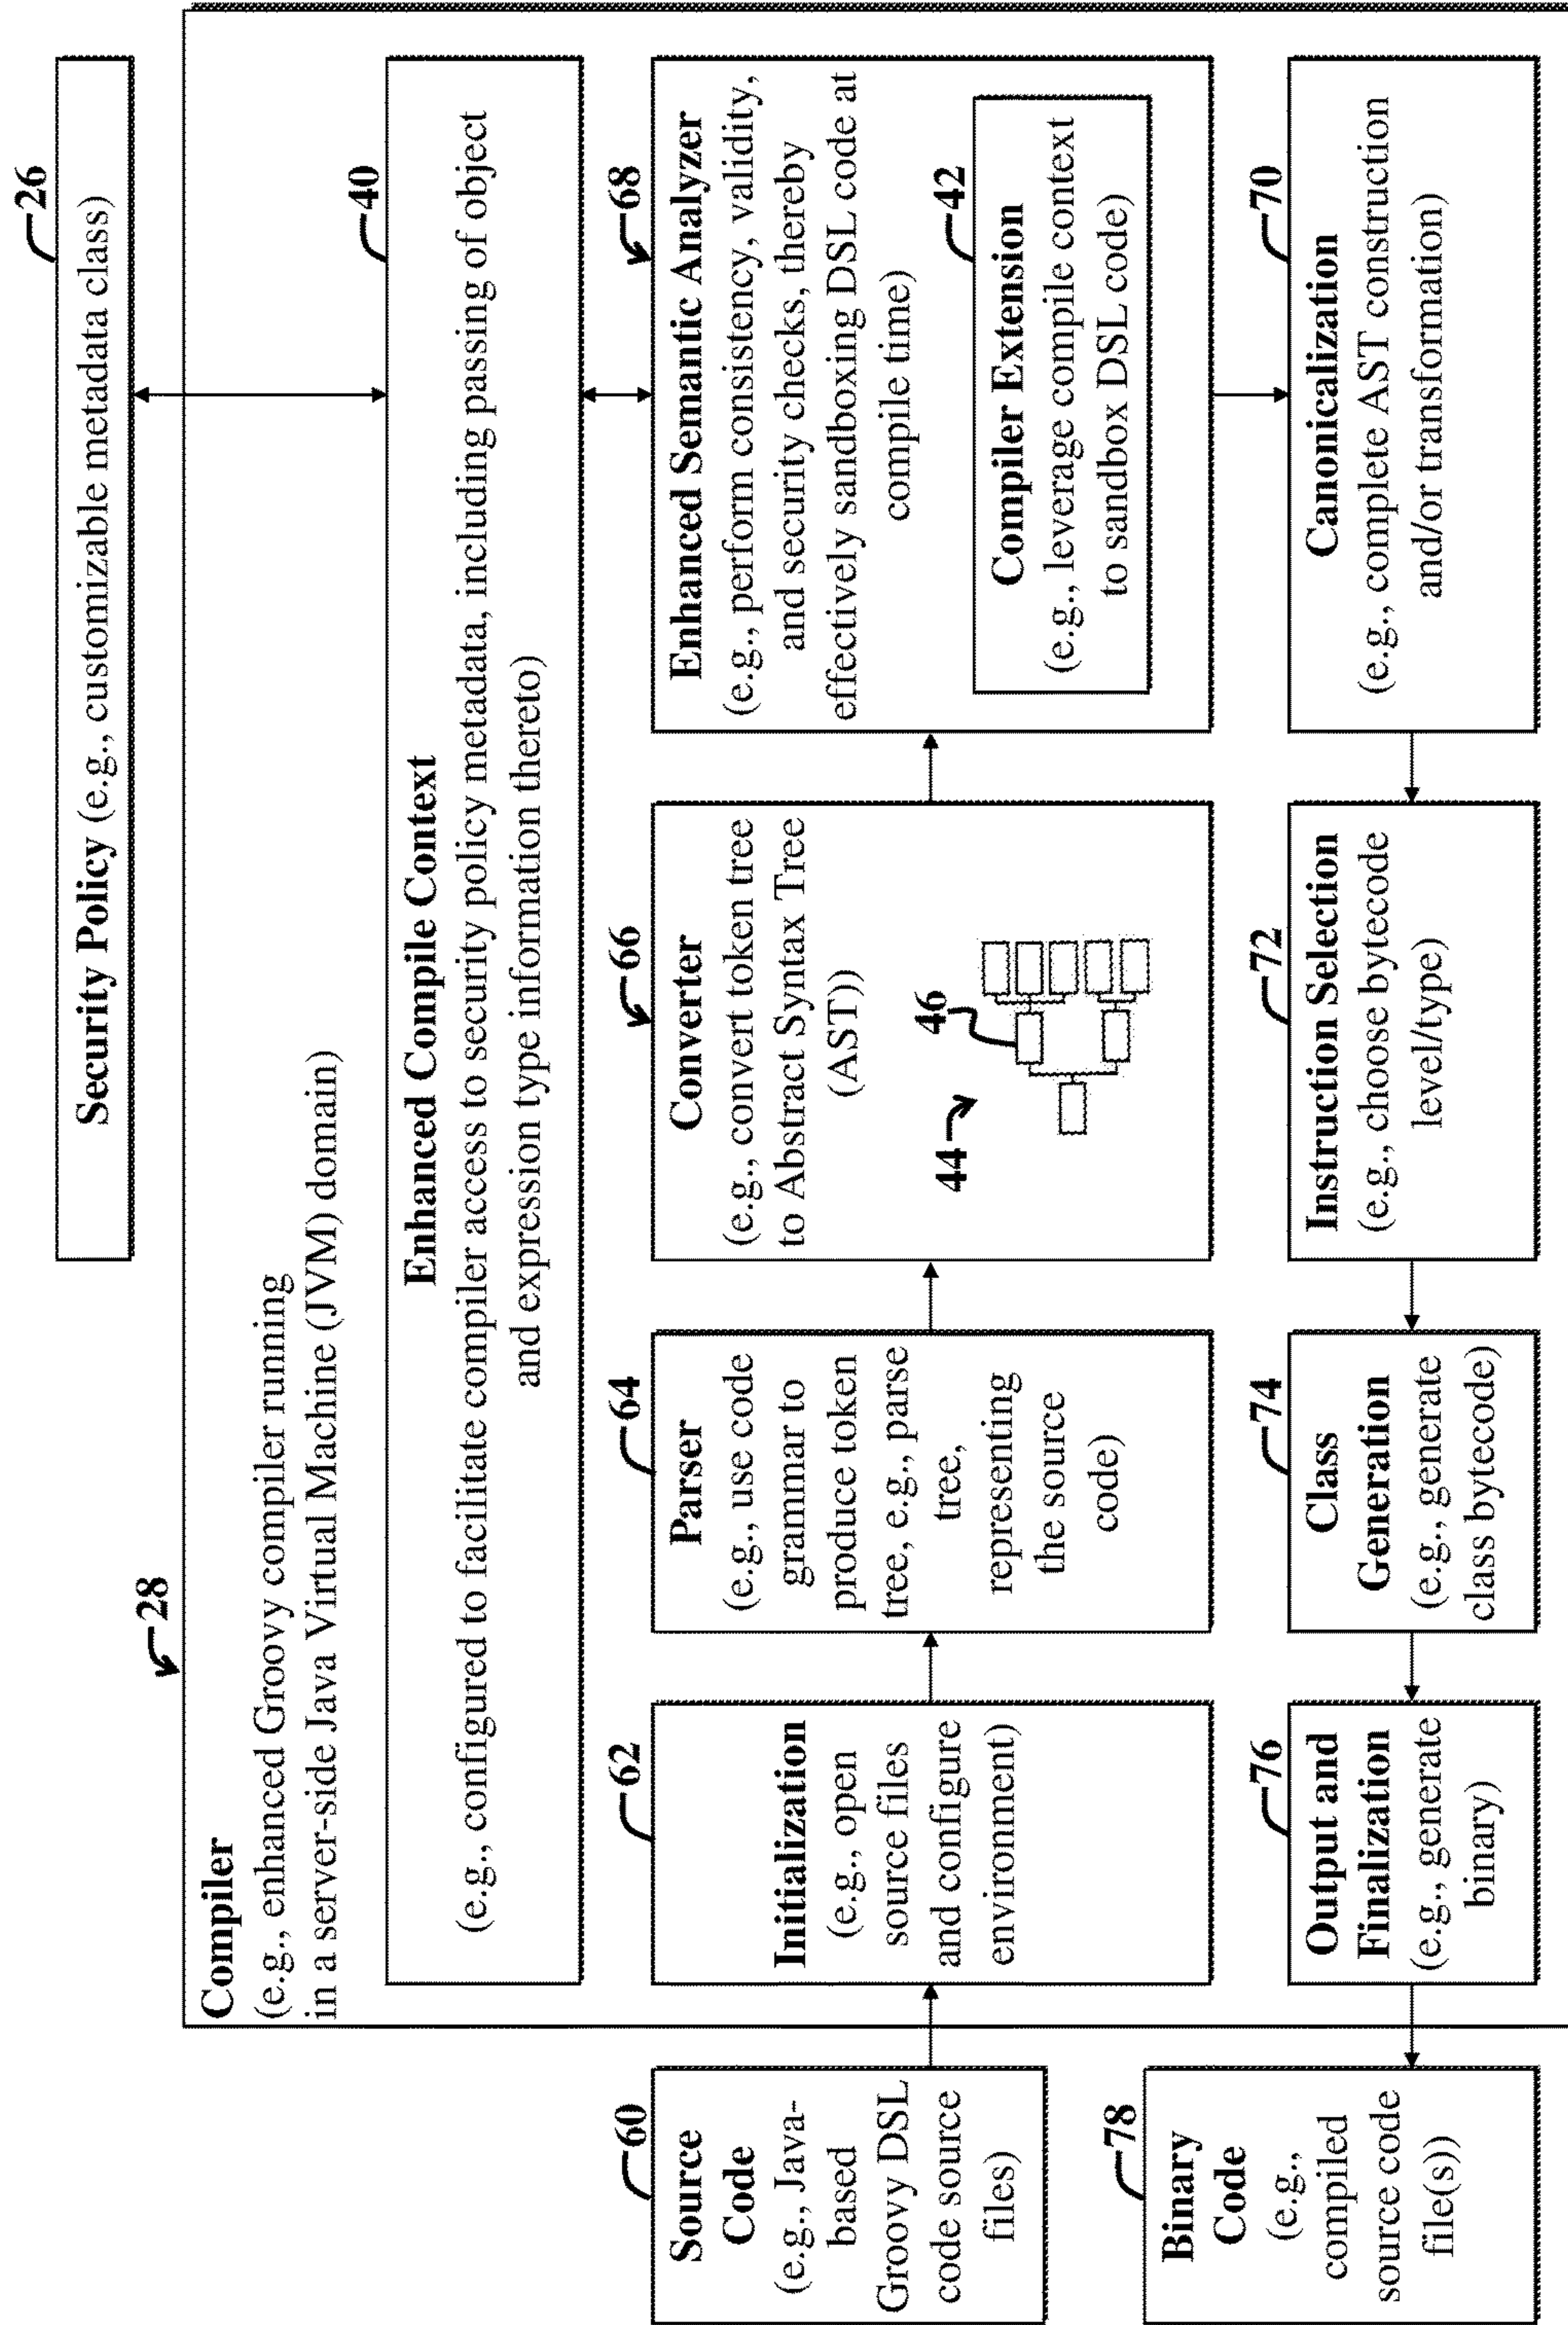 26
Security Policy (e.g., customizable metadata class)
28
Compiler
(e.g., enhanced Groovy compiler running
in a server-side Java Virtual Machine (JVM) domain)
40
Enhanced Compile Context
(e.g., configured to facilitate compiler access to security policy metadata, including passing of object
and expression type information thereto)
60
Source
Code
(e.g., Java-
based
Groovy DSL
code source
files)
62
Initialization
(e.g., open
source files
and configure
environment)
64
Parser
(e.g., use code
grammar to
produce token
tree, e.g., parse
tree,
representing
the source
code)
66
Converter
(e.g., convert token tree
to Abstract Syntax Tree
(AST))
44
46
68
Enhanced Semantic Analyzer
(e.g., perform consistency, validity,
and security checks, thereby
effectively sandboxing DSL code at
compile time)
42
Compiler Extension
(e.g., leverage compile context
to sandbox DSL code)
70
Canonicalization
(e.g., complete AST construction
and/or transformation)
72
Instruction Selection
(e.g., choose bytecode
level/type)
74
Class
Generation
(e.g., generate
class bytecode)
76
Output and
Finalization
(e.g., generate
binary)
78
Binary
Code
(e.g.,
compiled
source code
file(s))